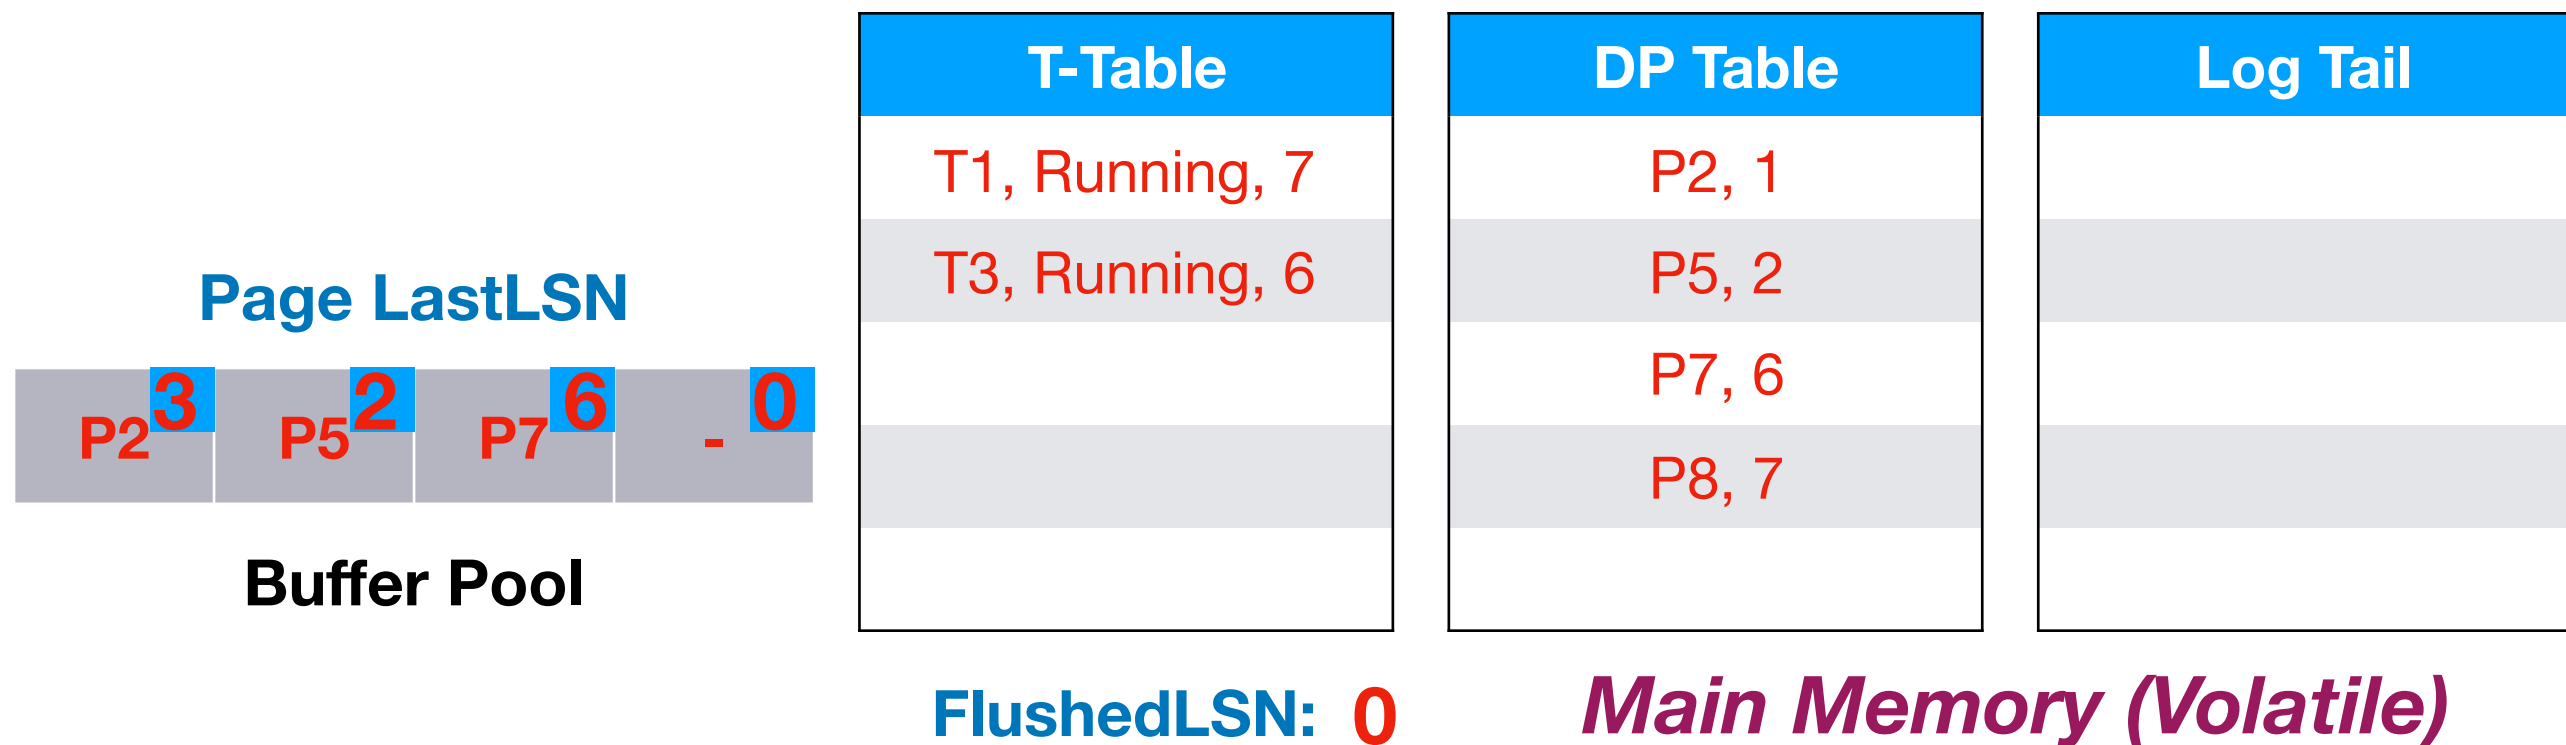 T-Table
T1, Running, 7
T3, Running, 6
DP Table
P2, 1
P5, 2
P7, 6
P8, 7
Log Tail
Page LastLSN
P2 3
P5 2
P7 6
- 0
Buffer Pool
FlushedLSN: 0
Main Memory (Volatile)